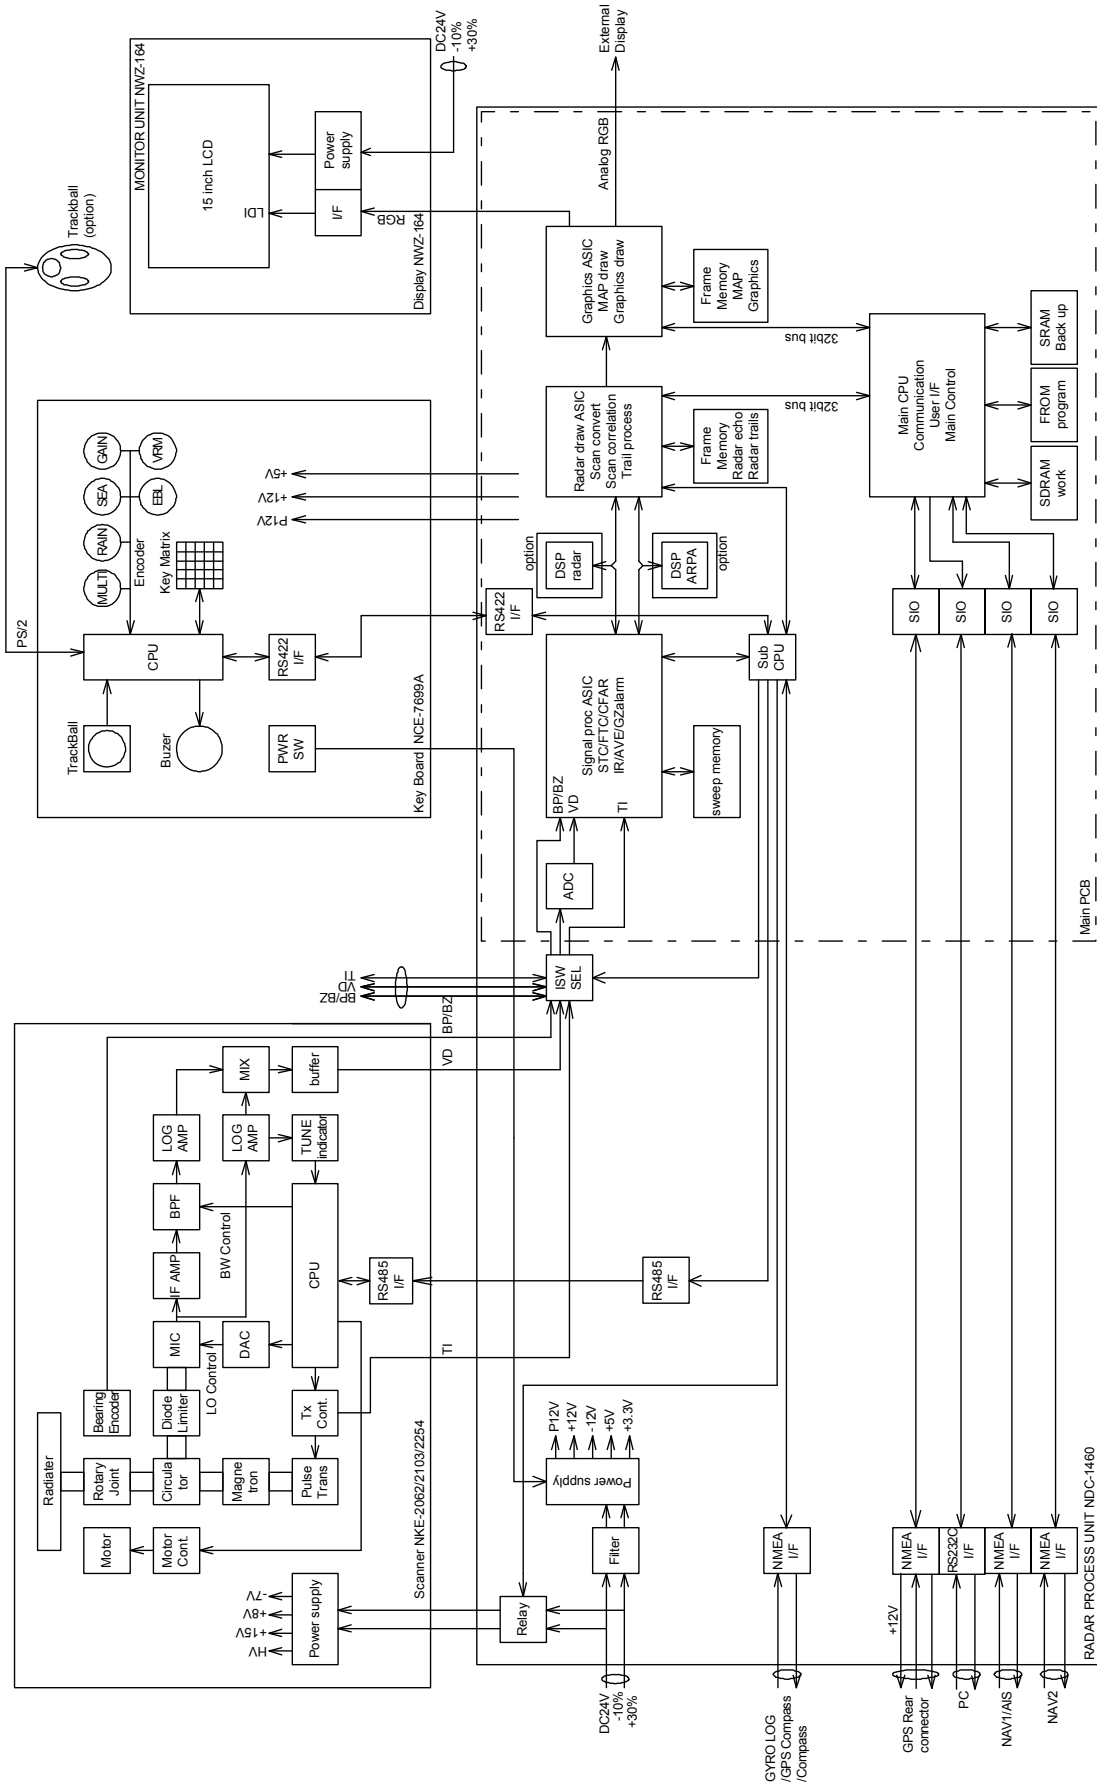 Radiater
Motor
Rotary
Joint
Bearing
Encoder
Motor
Cont.
Circula
tor
Diode
Limiter
MIC
IF AMP
BPF
LOG
AMP
Magne
tron
LO Control
DAC
BW Control
LOG
AMP
MIX
Pulse
Trans
Tx
Cont.
CPU
TUNE
indicator
buffer
Power supply
HV
+15V
+8V
-7V
RS485
I/F
Scanner NKE-2062/2103/2254
TI
VD
BP/BZ
BP/BZ
VD
TI
PS/2
Trackball
(option)
TrackBall
Buzer
CPU
MULTI
RAIN
SEA
GAIN
EBL
VRM
Encoder
Key Matrix
PWR
SW
RS422
I/F
Key Board NCE-7699A
P12V
+12V
+5V
MONITOR UNIT NWZ-164
15 inch LCD
LDI
I/F
Power
supply
RGB
Display NWZ-164
DC24V
-10%
+30%
DC24V
-10%
+30%
Relay
Filter
Power supply
P12V
+12V
-12V
+5V
+3.3V
RS485
I/F
ISW
SEL
ADC
BP/BZ
VD
TI
Signal proc ASIC
STC/FTC/CFAR
IR/AVE/GZalarm
sweep memory
RS422
I/F
Sub
CPU
option
DSP
radar
DSP
ARPA
option
Radar draw ASIC
Scan convert
Scan correlation
Trail process
Frame
Memory
Radar echo
Radar trails
Graphics ASIC
MAP draw
Graphics draw
Frame
Memory
MAP
Graphics
Analog RGB
External
Display
32bit bus
32bit bus
Main CPU
Communication
User I/F
Main Control
SDRAM
work
FROM
program
SRAM
Back up
SIO
SIO
SIO
SIO
Main PCB
GYRO LOG
/GPS Compass
/Compass
NMEA
I/F
+12V
GPS Rear
connector
NMEA
I/F
PC
RS232C
I/F
NAV1/AIS
NMEA
I/F
NAV2
NMEA
I/F
RADAR PROCESS UNIT NDC-1460